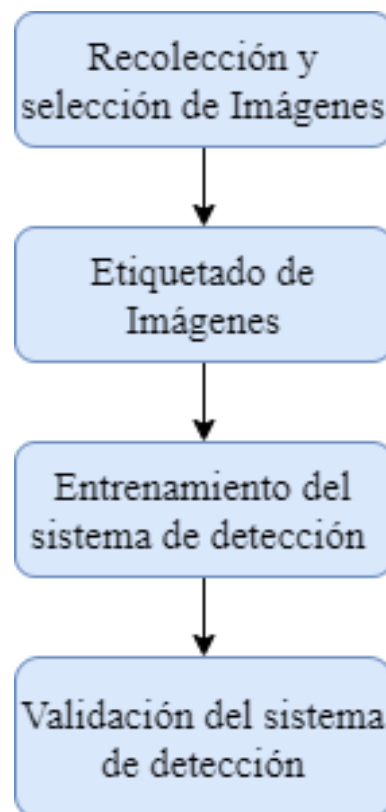 Recolección y
selección de Imágenes
Etiquetado de
Imágenes
Entrenamiento del
sistema de detección
Validación del sistema
de detección